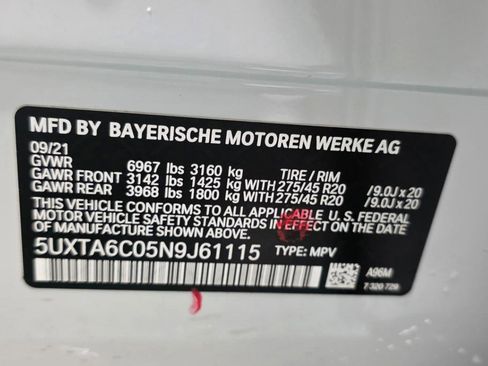 MFD BY BAYERISCHE MOTOREN WERKE AG
09/21
GVWR 6967 lbs 3160 kg TIRE / RIM
GAWR FRONT 3142 lbs 1425 kg WITH 275/45 R20 /9.0J x 20
GAWR REAR 3968 lbs 1800 kg WITH 275/45 R20 /9.0J x 20
THIS VEHICLE CONFORMS TO ALL APPLICABLE U. S. FEDERAL
MOTOR VEHICLE SAFETY STANDARDS IN EFFECT ON THE
DATE OF MANUFACTURE SHOWN ABOVE.
5UXTA6C05N9J61115 TYPE: MPV
A96M
7 320 729